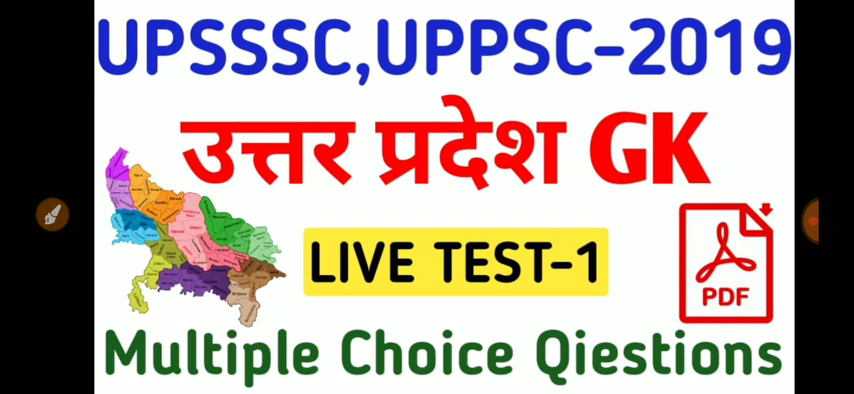 UPSSSC,UPPSC-2019
उत्तर प्रदेश GK
LIVE TEST-1
PDF
Multiple Choice Qiestions